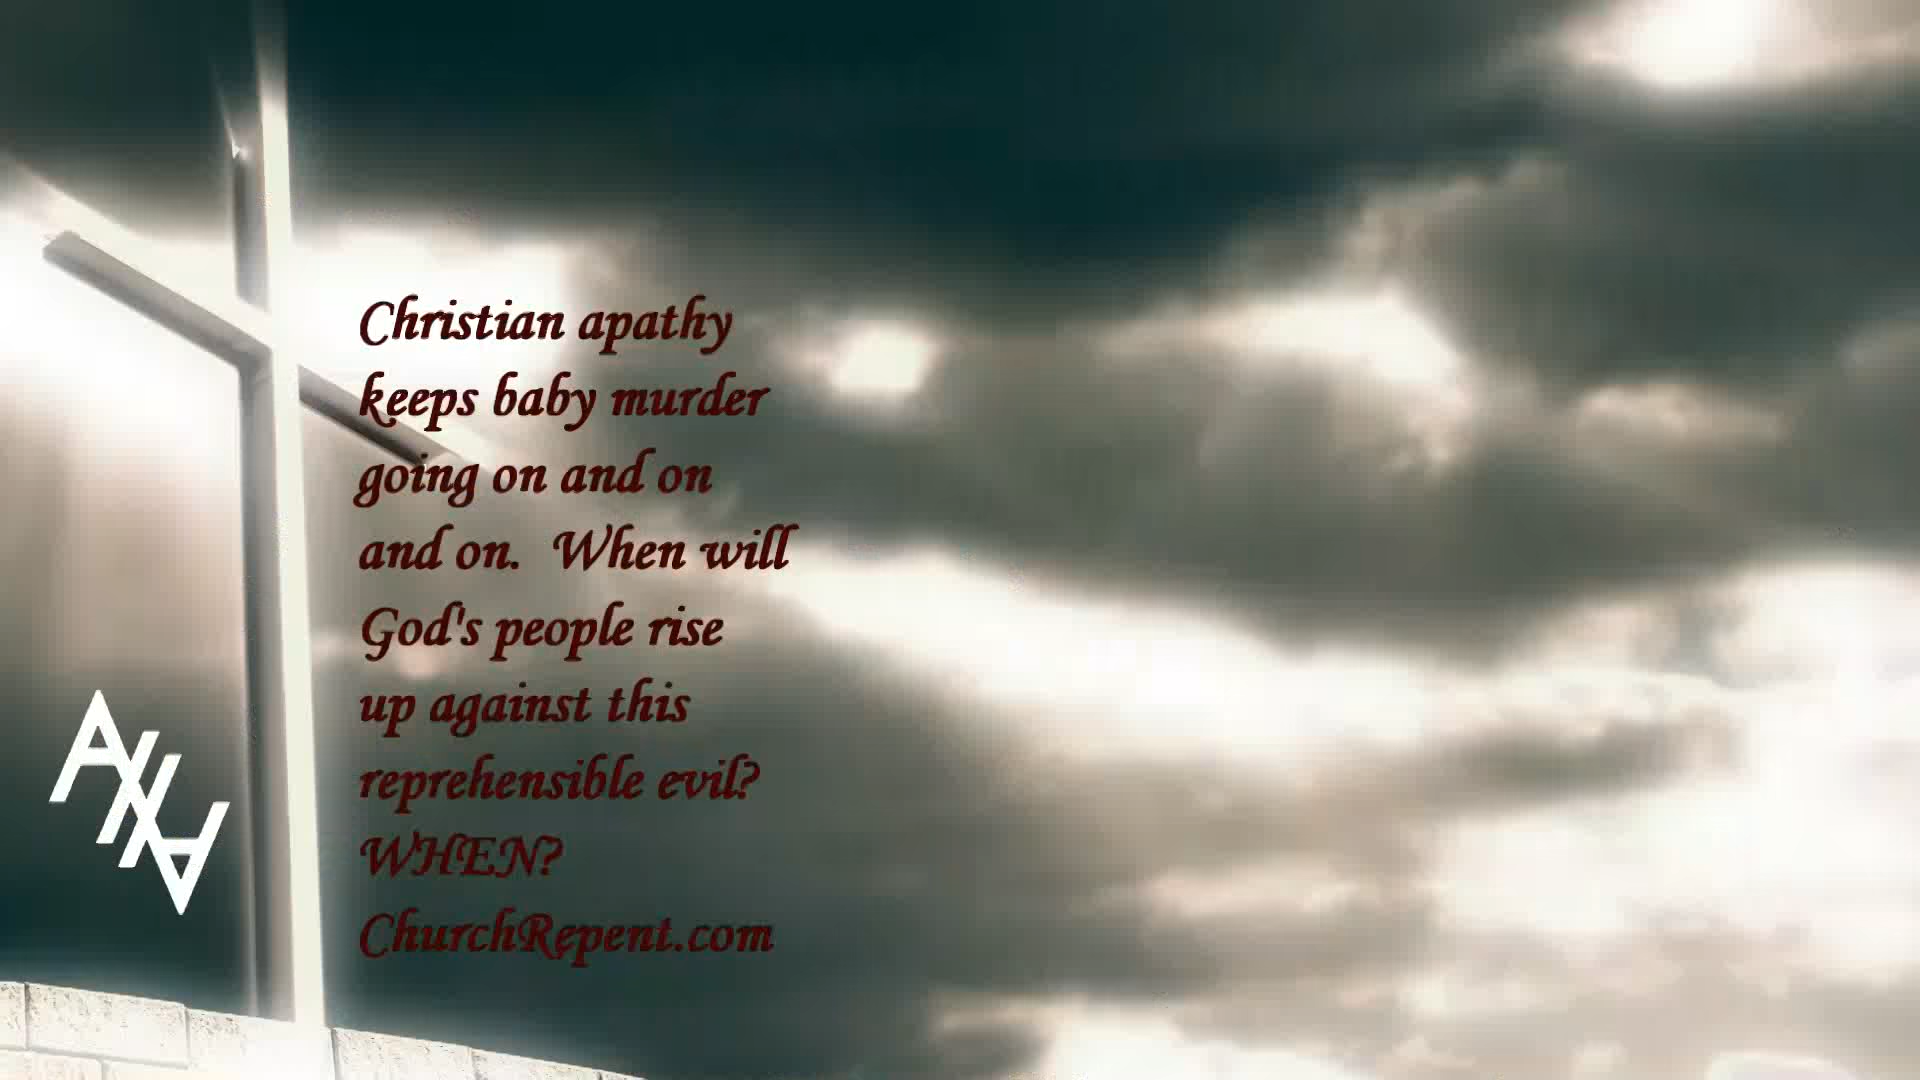 Christian apathy
keeps baby murder
going on and on
and on.  When will
God's people rise
up against this
reprehensible evil?
WHEN?
ChurchRepent.com